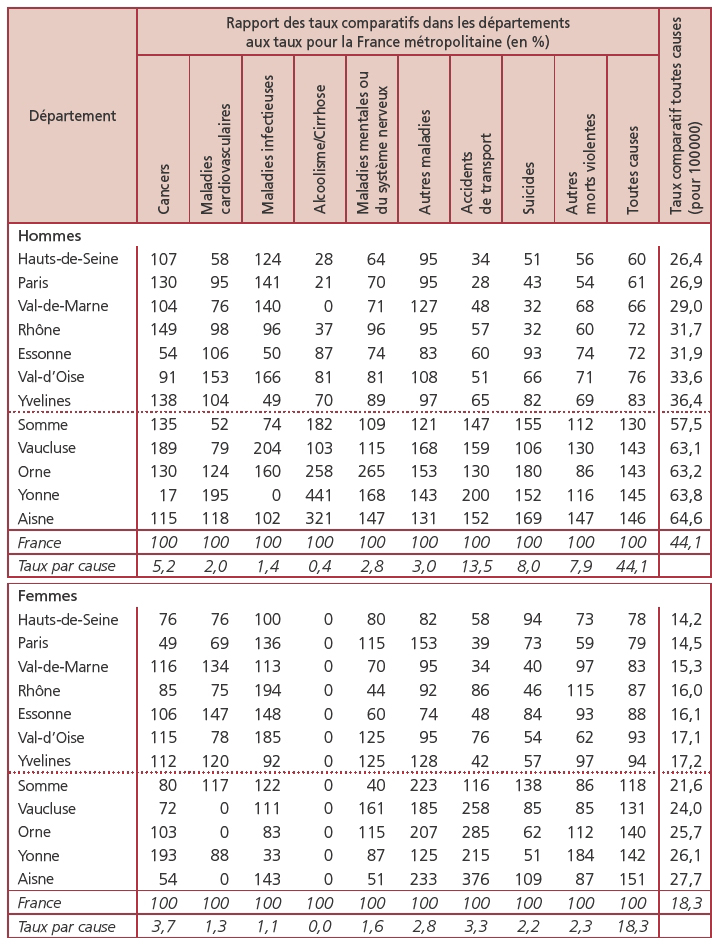 Rapport des taux comparatifs dans les départements
aux taux pour la France métropolitaine (en %)
Département
Cancers
Maladies
cardiovasculaires
Maladies infectieuses
Alcoolisme/Cirrhose
Maladies mentales ou
du système nerveux
Autres maladies
Accidents
de transport
Suicides
Autres
morts violentes
Toutes causes
Taux comparatif toutes causes
(pour 100000)
Hommes
Hauts-de-Seine 107 58 124 28 64 95 34 51 56 60 26,4
Paris 130 95 141 21 70 95 28 43 54 61 26,9
Val-de-Marne 104 76 140 0 71 127 48 32 68 66 29,0
Rhône 149 98 96 37 96 95 57 32 60 72 31,7
Essonne 54 106 50 87 74 83 60 93 74 72 31,9
Val-d'Oise 91 153 166 81 81 108 51 66 71 76 33,6
Yvelines 138 104 49 70 89 97 65 82 69 83 36,4
Somme 135 52 74 182 109 121 147 155 112 130 57,5
Vaucluse 189 79 204 103 115 168 159 106 130 143 63,1
Orne 130 124 160 258 265 153 130 180 86 143 63,2
Yonne 17 195 0 441 168 143 200 152 116 145 63,8
Aisne 115 118 102 321 147 131 152 169 147 146 64,6
France 100 100 100 100 100 100 100 100 100 100 44,1
Taux par cause 5,2 2,0 1,4 0,4 2,8 3,0 13,5 8,0 7,9 44,1
Femmes
Hauts-de-Seine 76 76 100 0 80 82 58 94 73 78 14,2
Paris 49 69 136 0 115 153 39 73 59 79 14,5
Val-de-Marne 116 134 113 0 70 95 34 40 97 83 15,3
Rhône 85 75 194 0 44 92 86 46 115 87 16,0
Essonne 106 147 148 0 60 74 48 84 93 88 16,1
Val-d'Oise 115 78 185 0 125 95 76 54 62 93 17,1
Yvelines 112 120 92 0 125 128 42 57 97 94 17,2
Somme 80 117 122 0 40 223 116 138 86 118 21,6
Vaucluse 72 0 111 0 161 185 258 85 85 131 24,0
Orne 103 0 83 0 115 207 285 62 112 140 25,7
Yonne 193 88 33 0 87 125 215 51 184 142 26,1
Aisne 54 0 143 0 51 233 376 109 87 151 27,7
France 100 100 100 100 100 100 100 100 100 100 18,3
Taux par cause 3,7 1,3 1,1 0,0 1,6 2,8 3,3 2,2 2,3 18,3